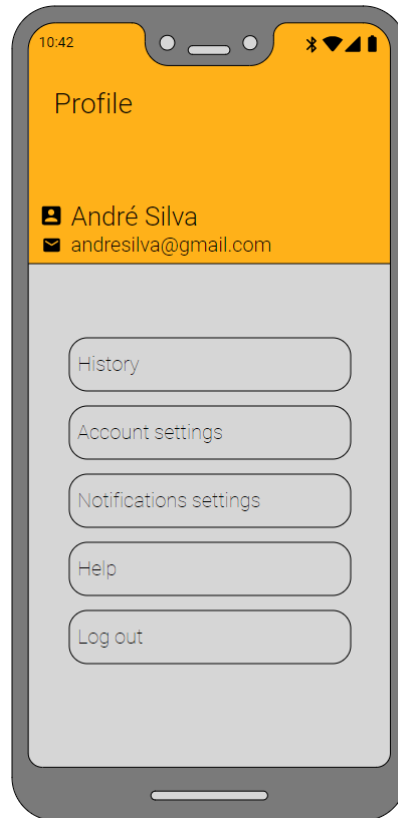 10:42
Profile
André Silva
andresilva@gmail.com
History
Account settings
Notifications settings
Help
Log out